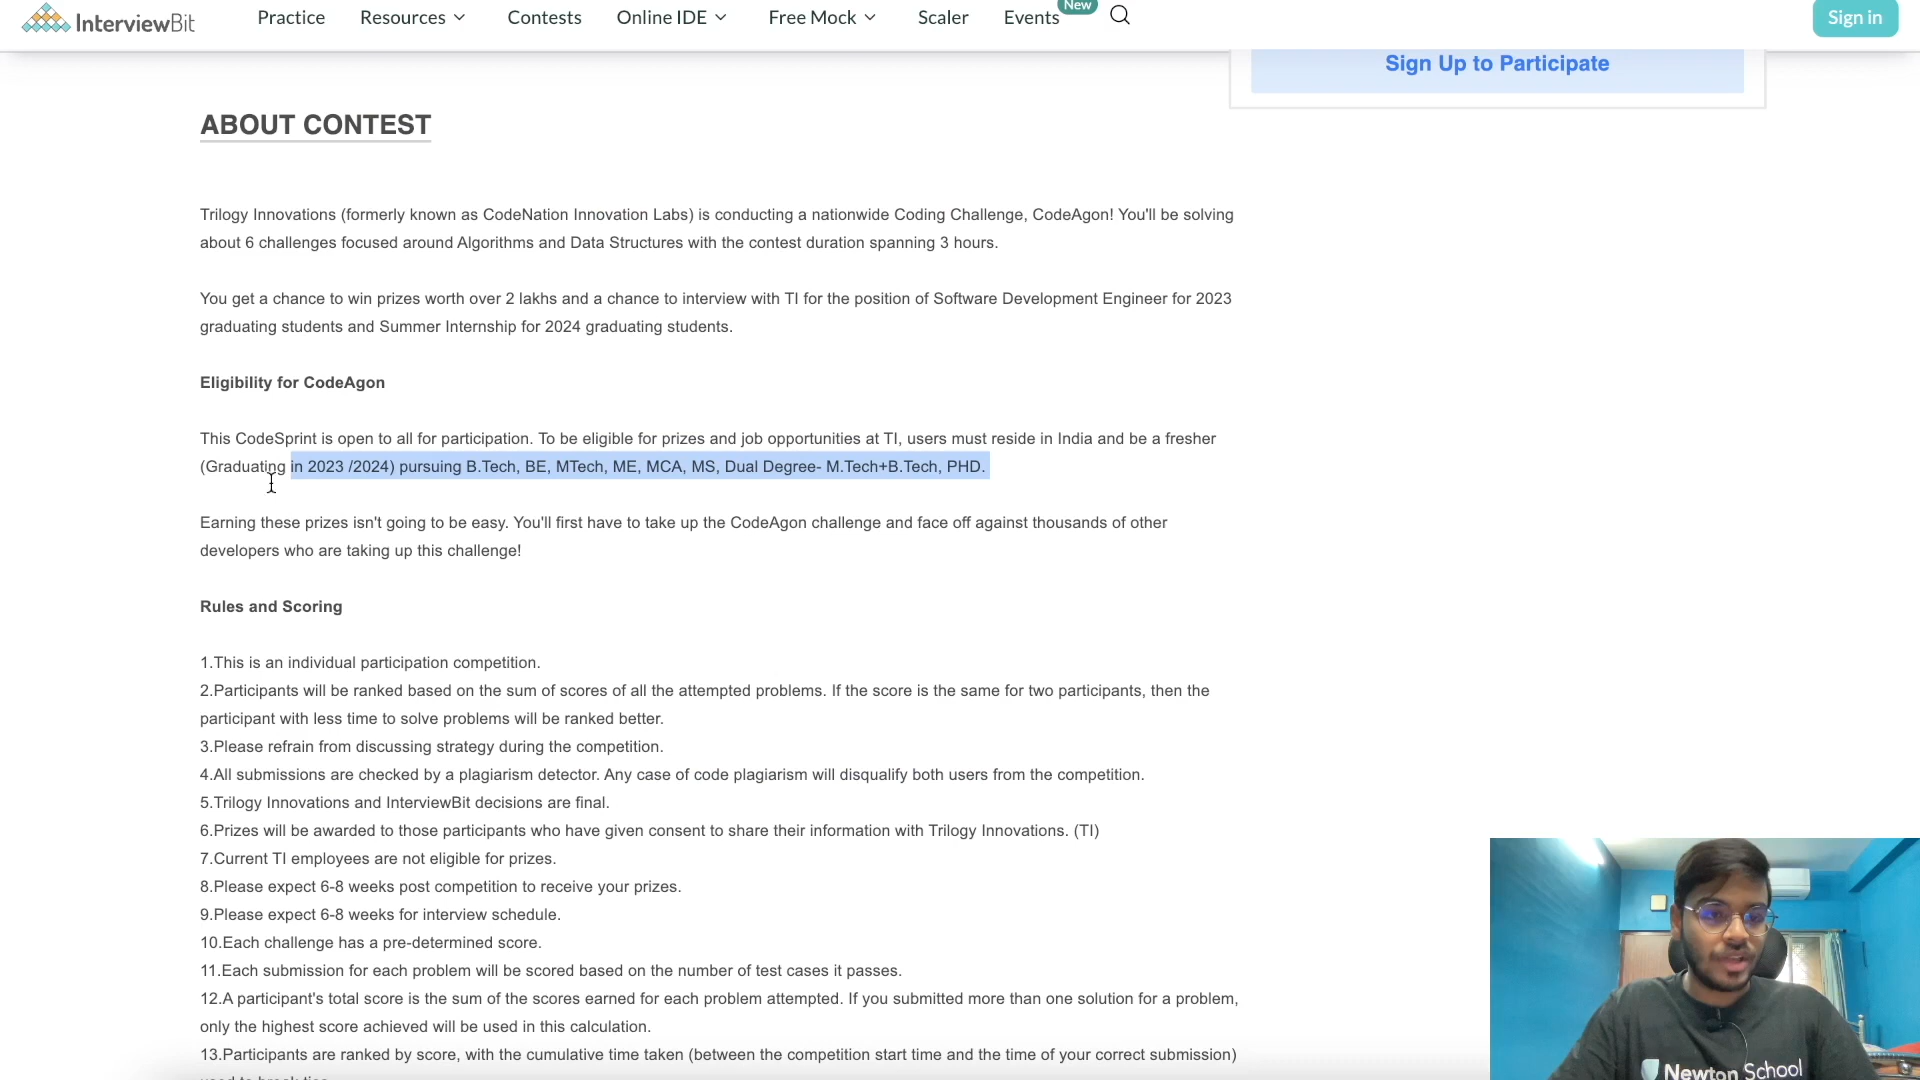 InterviewBit
Practice
Resources
Contests
Online IDE
Free Mock
Scaler
Events
New
Sign in
Sign Up to Participate
ABOUT CONTEST
Trilogy Innovations (formerly known as CodeNation Innovation Labs) is conducting a nationwide Coding Challenge, CodeAgon! You'll be solving
about 6 challenges focused around Algorithms and Data Structures with the contest duration spanning 3 hours.
You get a chance to win prizes worth over 2 lakhs and a chance to interview with TI for the position of Software Development Engineer for 2023
graduating students and Summer Internship for 2024 graduating students.
Eligibility for CodeAgon
This CodeSprint is open to all for participation. To be eligible for prizes and job opportunities at TI, users must reside in India and be a fresher
(Graduating in 2023 /2024) pursuing B.Tech, BE, MTech, ME, MCA, MS, Dual Degree- M.Tech+B.Tech, PHD.
Earning these prizes isn't going to be easy. You'll first have to take up the CodeAgon challenge and face off against thousands of other
developers who are taking up this challenge!
Rules and Scoring
1.This is an individual participation competition.
2.Participants will be ranked based on the sum of scores of all the attempted problems. If the score is the same for two participants, then the
participant with less time to solve problems will be ranked better.
3.Please refrain from discussing strategy during the competition.
4.All submissions are checked by a plagiarism detector. Any case of code plagiarism will disqualify both users from the competition.
5.Trilogy Innovations and InterviewBit decisions are final.
6.Prizes will be awarded to those participants who have given consent to share their information with Trilogy Innovations. (TI)
7.Current TI employees are not eligible for prizes.
8.Please expect 6-8 weeks post competition to receive your prizes.
9.Please expect 6-8 weeks for interview schedule.
10.Each challenge has a pre-determined score.
11.Each submission for each problem will be scored based on the number of test cases it passes.
12.A participant's total score is the sum of the scores earned for each problem attempted. If you submitted more than one solution for a problem,
only the highest score achieved will be used in this calculation.
13.Participants are ranked by score, with the cumulative time taken (between the competition start time and the time of your correct submission)
Newton School